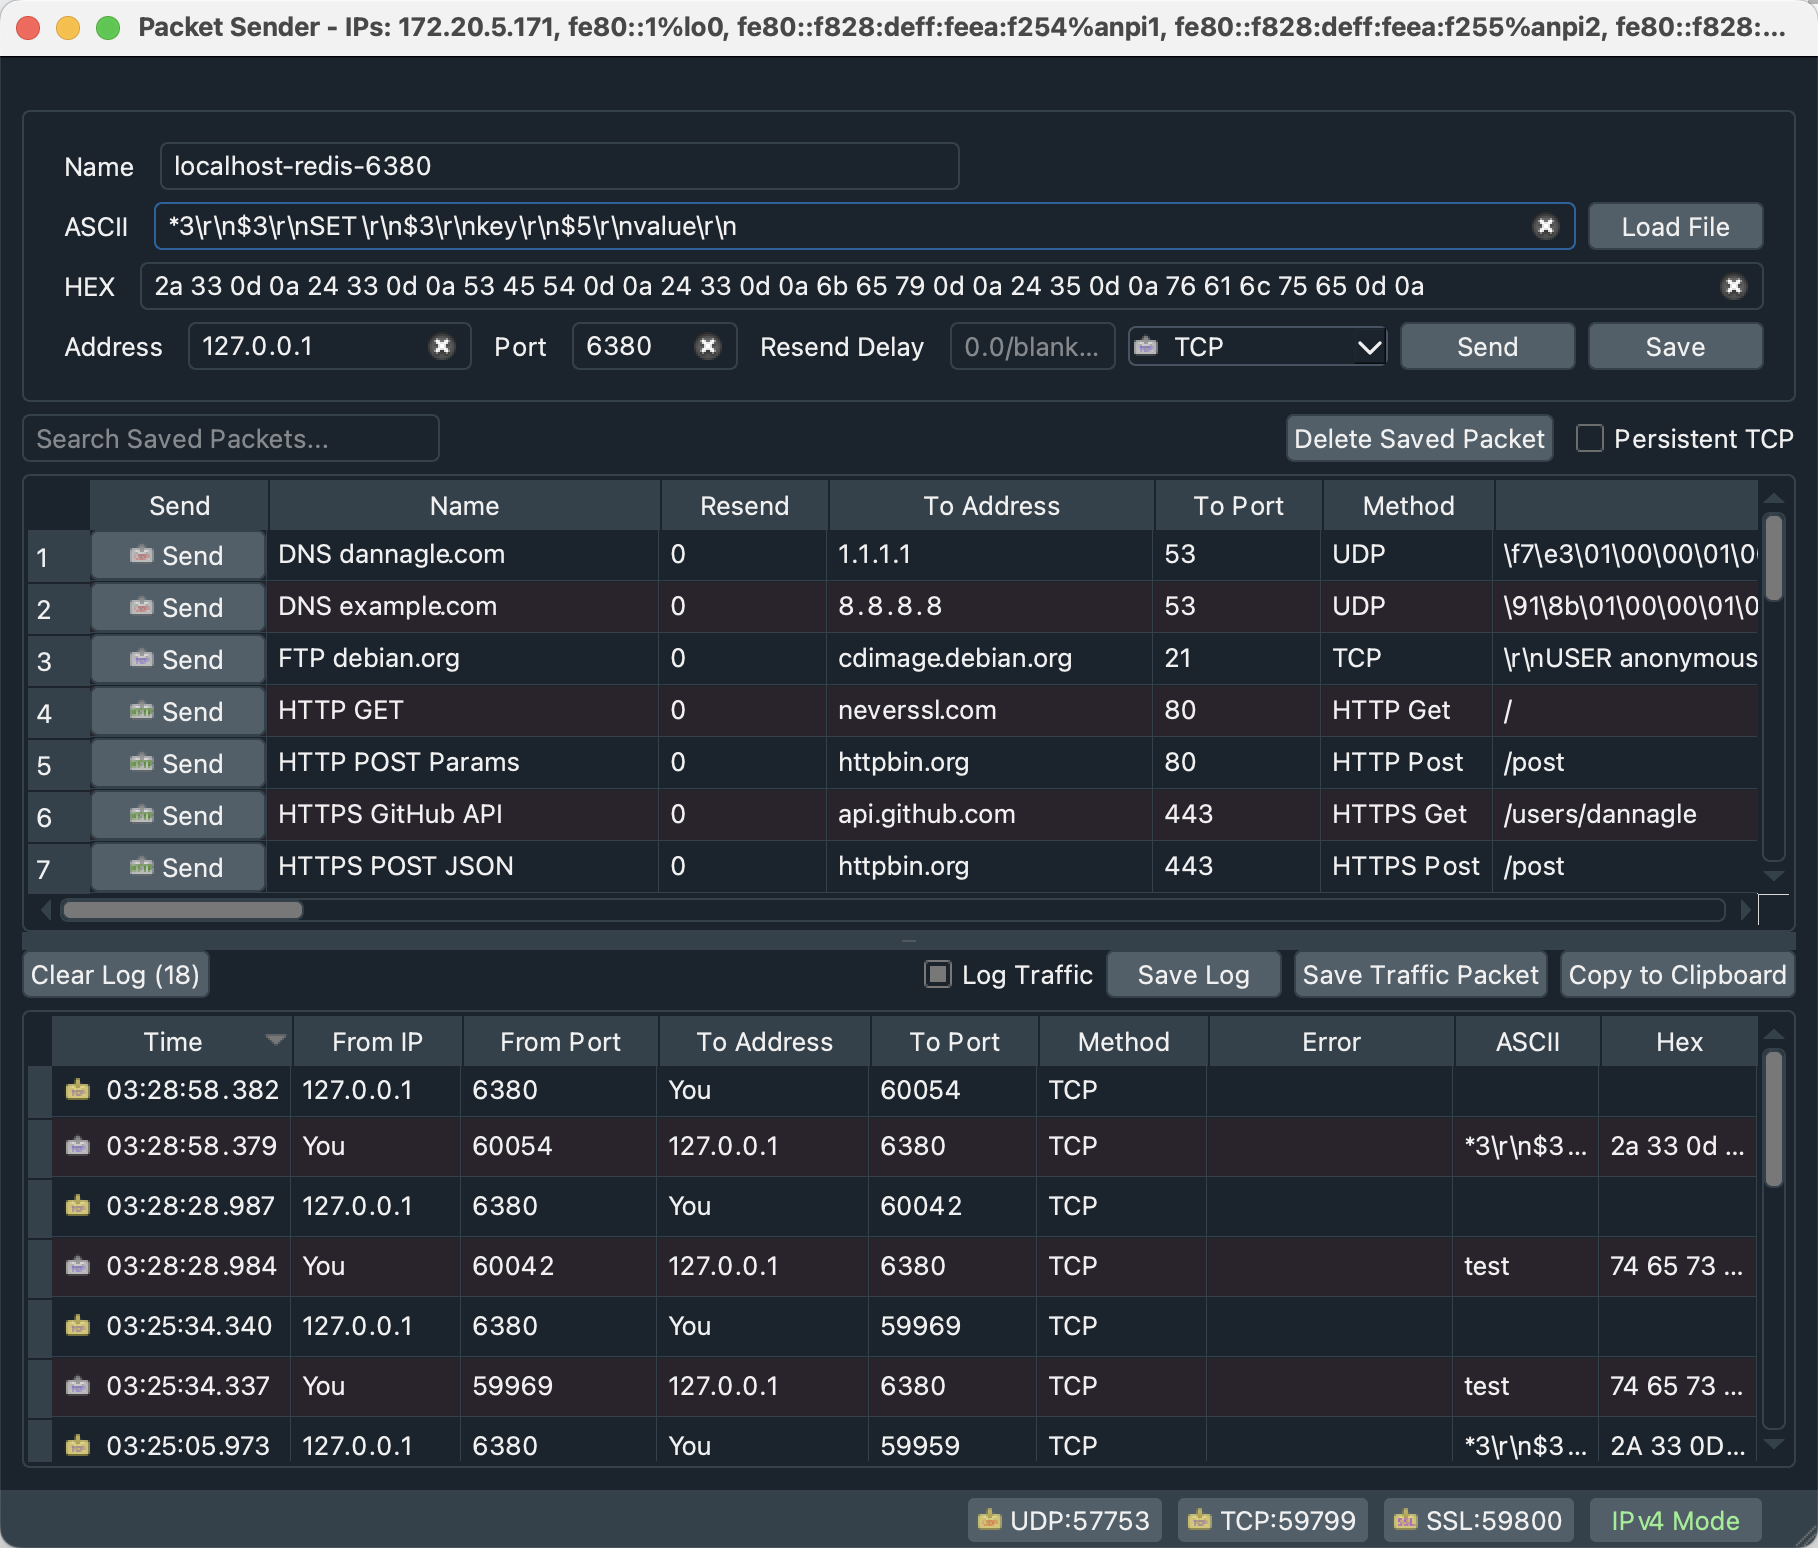 Packet Sender - IPs: 172.20.5.171, fe80::1%lo0, fe80::f828:deff:feea:f254%anpi1, fe80::f828:deff:feea:f255%anpi2, fe80::f828:...
Name localhost-redis-6380
ASCII *3\r\n$3\r\nSET\r\n$3\r\nkey\r\n$5\r\nvalue\r\n Load File
HEX 2a 33 0d 0a 24 33 0d 0a 53 45 54 0d 0a 24 33 0d 0a 6b 65 79 0d 0a 24 35 0d 0a 76 61 6c 75 65 0d 0a
Address 127.0.0.1 Port 6380 Resend Delay 0.0/blank... TCP Send Save
Search Saved Packets... Delete Saved Packet Persistent TCP
Send Name Resend To Address To Port Method
1 Send DNS dannagle.com 0 1.1.1.1 53 UDP \f7\e3\01\00\00\01\0
2 Send DNS example.com 0 8.8.8.8 53 UDP \91\8b\01\00\00\01\0
3 Send FTP debian.org 0 cdimage.debian.org 21 TCP \r\nUSER anonymous
4 Send HTTP GET 0 neverssl.com 80 HTTP Get /
5 Send HTTP POST Params 0 httpbin.org 80 HTTP Post /post
6 Send HTTPS GitHub API 0 api.github.com 443 HTTPS Get /users/dannagle
7 Send HTTPS POST JSON 0 httpbin.org 443 HTTPS Post /post
Clear Log (18) Log Traffic Save Log Save Traffic Packet Copy to Clipboard
Time From IP From Port To Address To Port Method Error ASCII Hex
03:28:58.382 127.0.0.1 6380 You 60054 TCP
03:28:58.379 You 60054 127.0.0.1 6380 TCP *3\r\n$3... 2a 33 0d ...
03:28:28.987 127.0.0.1 6380 You 60042 TCP
03:28:28.984 You 60042 127.0.0.1 6380 TCP test 74 65 73 ...
03:25:34.340 127.0.0.1 6380 You 59969 TCP
03:25:34.337 You 59969 127.0.0.1 6380 TCP test 74 65 73 ...
03:25:05.973 127.0.0.1 6380 You 59959 TCP *3\r\n$3... 2A 33 0D...
UDP:57753 TCP:59799 SSL:59800 IPv4 Mode